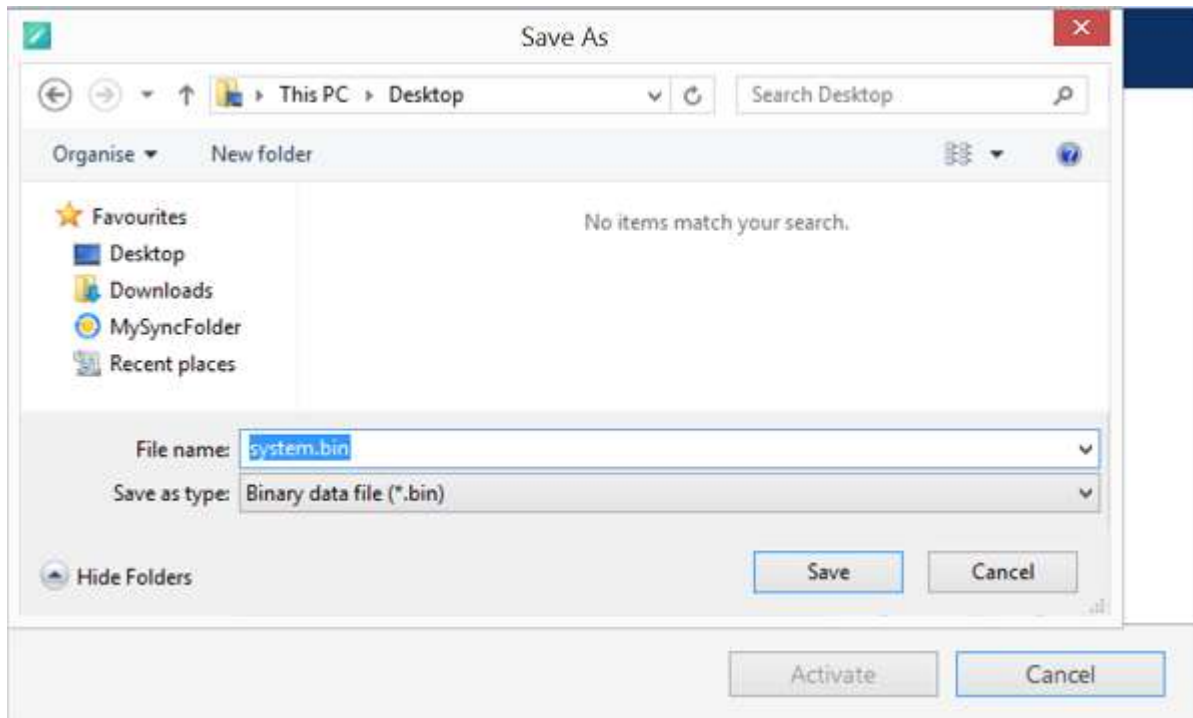 Save As
This PC Desktop
Search Desktop
Organise New folder
Favourites
No items match your search.
Desktop
Downloads
MySyncFolder
Recent places
File name: system.bin
Save as type: Binary data file (*.bin)
Hide Folders
Save Cancel
Activate Cancel